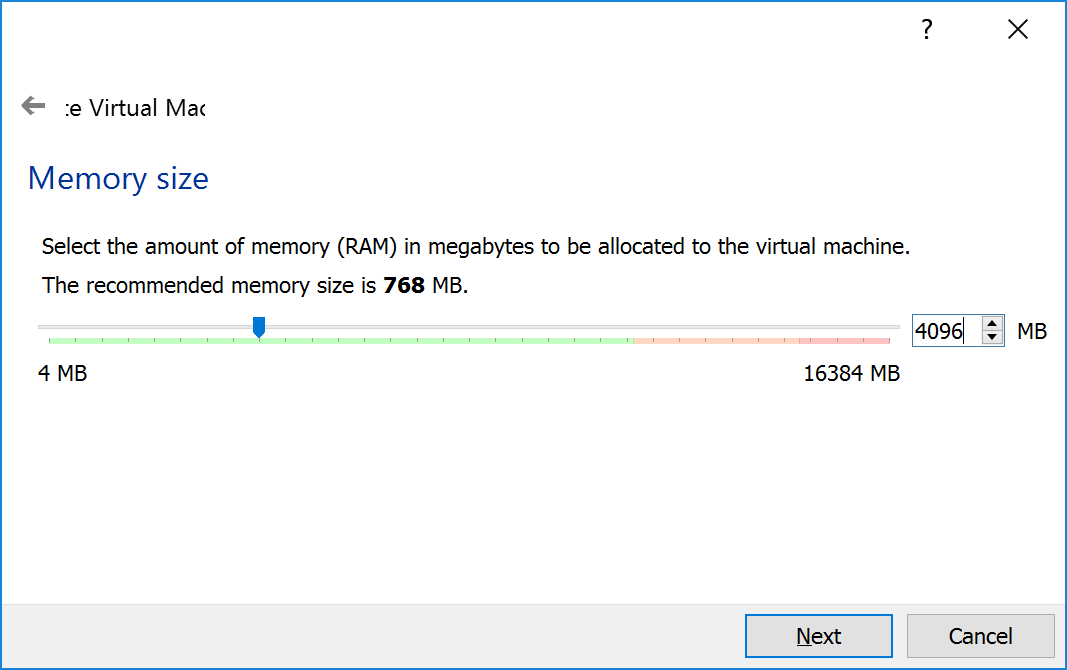 ?
te Virtual Mac
Memory size
Select the amount of memory (RAM) in megabytes to be allocated to the virtual machine.
The recommended memory size is 768 MB.
4096 MB
4 MB 16384 MB
Next Cancel